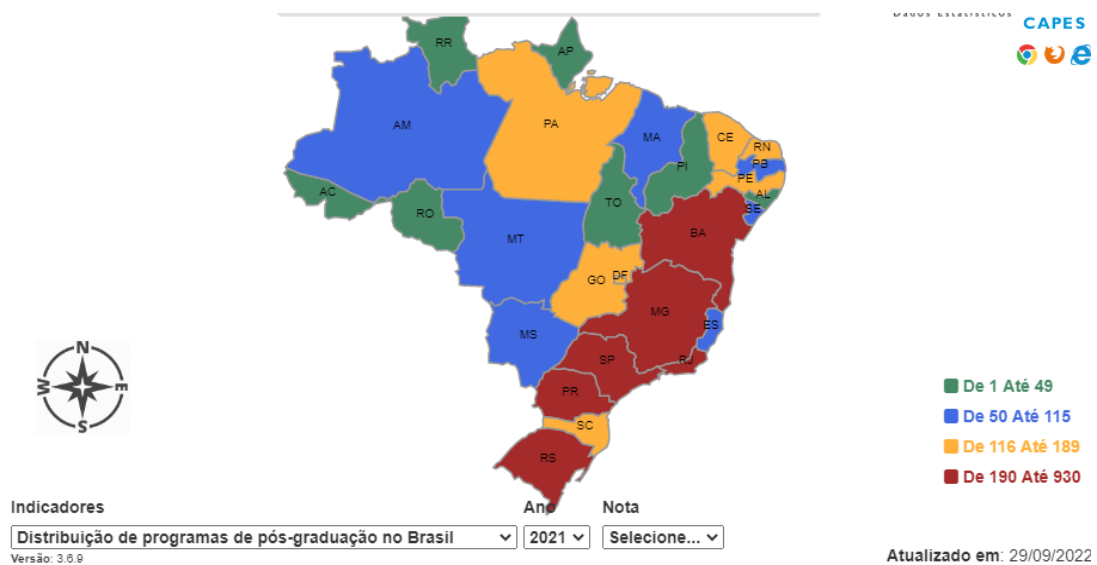 Dados Estatísticos
CAPES
RR
AP
AM
PA
MA
CE
RN
PB
PI
PE
AL
SE
AC
RO
TO
BA
MT
GO
DF
MG
ES
MS
SP
RJ
PR
SC
RS
N
W
E
S
De 1 Até 49
De 50 Até 115
De 116 Até 189
De 190 Até 930
Indicadores
Ano
Nota
Distribuição de programas de pós-graduação no Brasil
2021
Selecione...
Versão: 3.6.9
Atualizado em: 29/09/2022